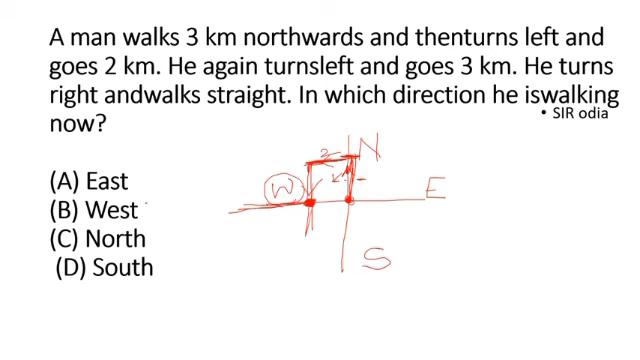 A man walks 3 km northwards and thenturns left and
goes 2 km. He again turnsleft and goes 3 km. He turns
right andwalks straight. In which direction he iswalking
now?
• SIR odia
N
2
W
E
S
(A) East
(B) West
(C) North
(D) South